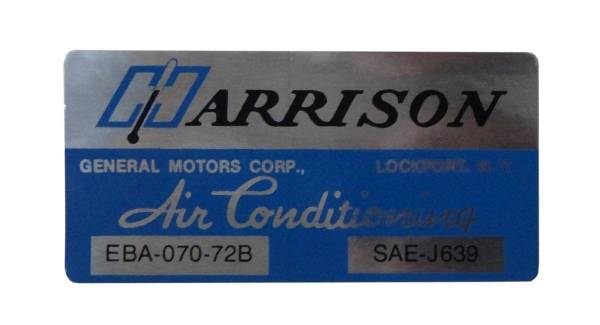 HARRISON
GENERAL MOTORS CORP., LOCKPORT, N. Y.
Air Conditioning
EBA-070-72B SAE-J639